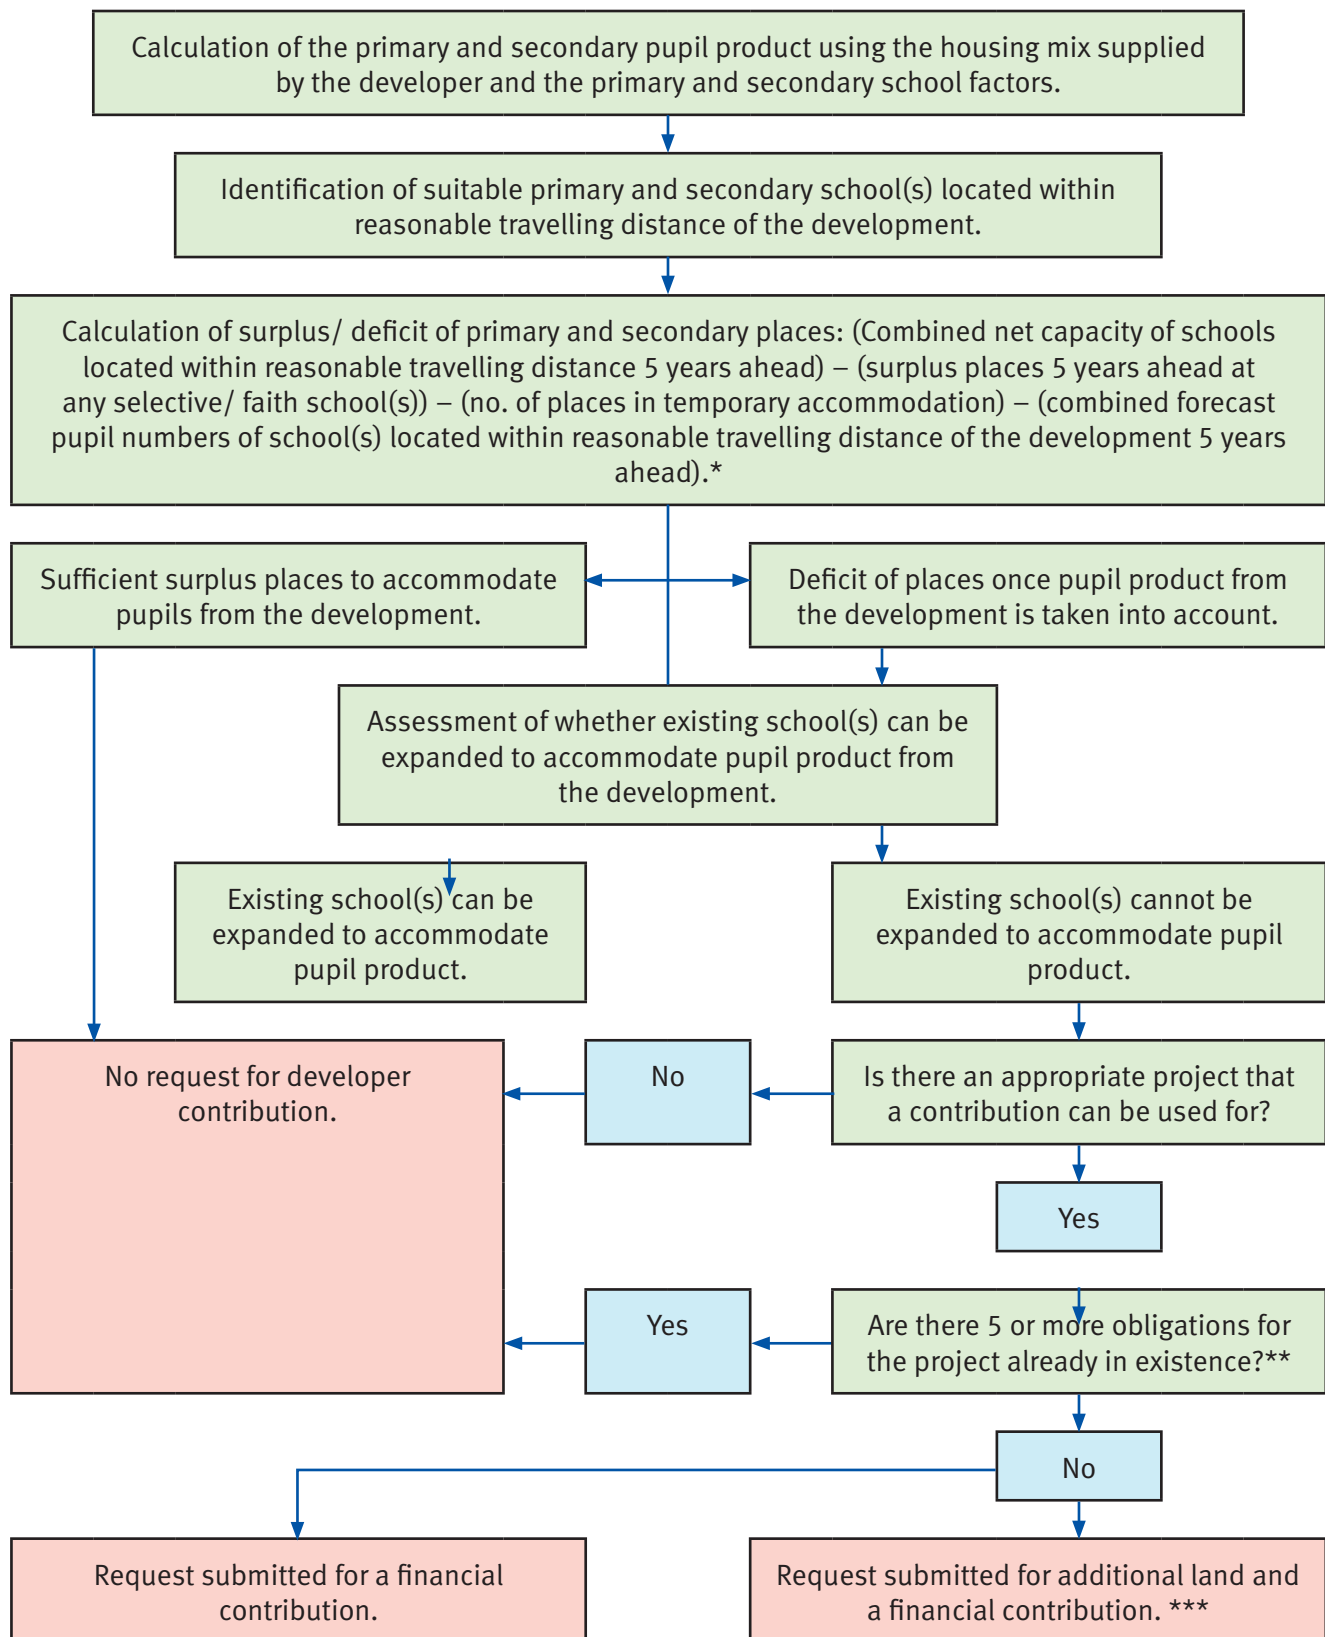 Calculation of the primary and secondary pupil product using the housing mix supplied
by the developer and the primary and secondary school factors.
Identification of suitable primary and secondary school(s) located within
reasonable travelling distance of the development.
Calculation of surplus/ deficit of primary and secondary places: (Combined net capacity of schools
located within reasonable travelling distance 5 years ahead) – (surplus places 5 years ahead at
any selective/ faith school(s)) – (no. of places in temporary accommodation) – (combined forecast
pupil numbers of school(s) located within reasonable travelling distance of the development 5 years
ahead).*
Sufficient surplus places to accommodate
pupils from the development.
Deficit of places once pupil product from
the development is taken into account.
Assessment of whether existing school(s) can be
expanded to accommodate pupil product from
the development.
Existing school(s) can be
expanded to accommodate
pupil product.
Existing school(s) cannot be
expanded to accommodate pupil
product.
No request for developer
contribution.
No
Is there an appropriate project that
a contribution can be used for?
Yes
Yes
Are there 5 or more obligations for
the project already in existence?**
No
Request submitted for a financial
contribution.
Request submitted for additional land and
a financial contribution. ***